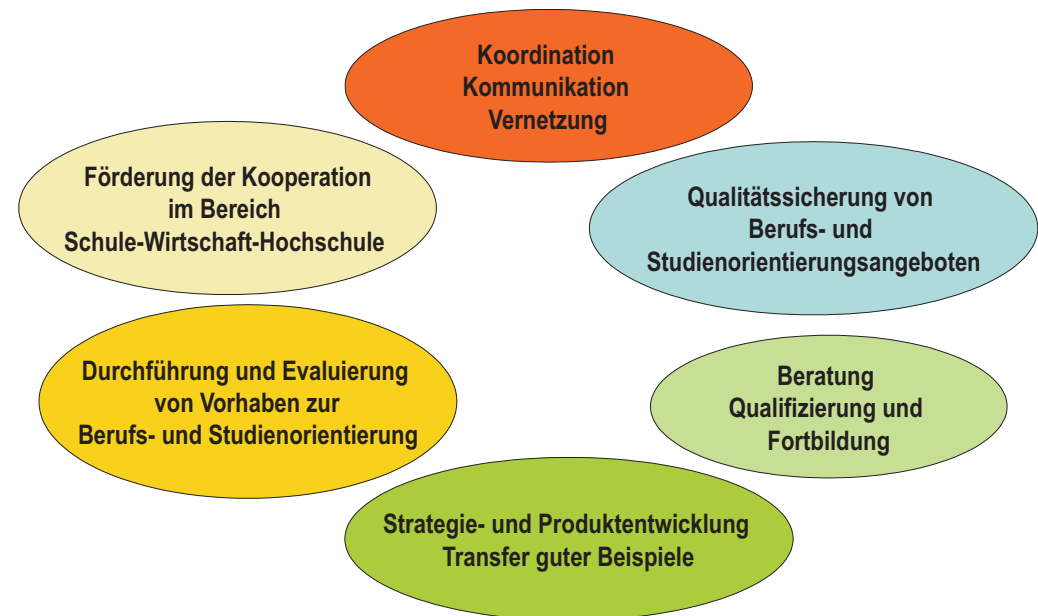 Koordination
Kommunikation
Vernetzung
Förderung der Kooperation
im Bereich
Schule-Wirtschaft-Hochschule
Qualitätssicherung von
Berufs- und
Studienorientierungsangeboten
Durchführung und Evaluierung
von Vorhaben zur
Berufs- und Studienorientierung
Beratung
Qualifizierung und
Fortbildung
Strategie- und Produktentwicklung
Transfer guter Beispiele